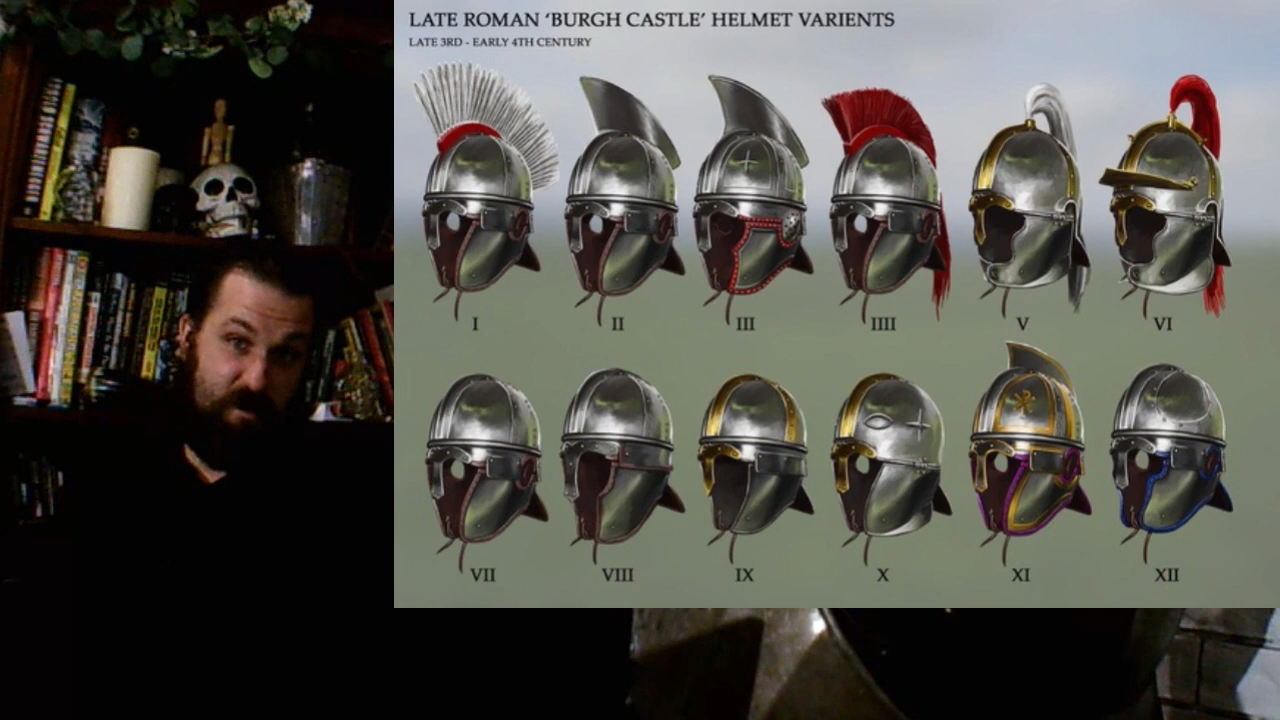 LATE ROMAN ‘BURGH CASTLE’ HELMET VARIENTS
LATE 3RD - EARLY 4TH CENTURY
I II III IIII V VI
VII VIII IX X XI XII